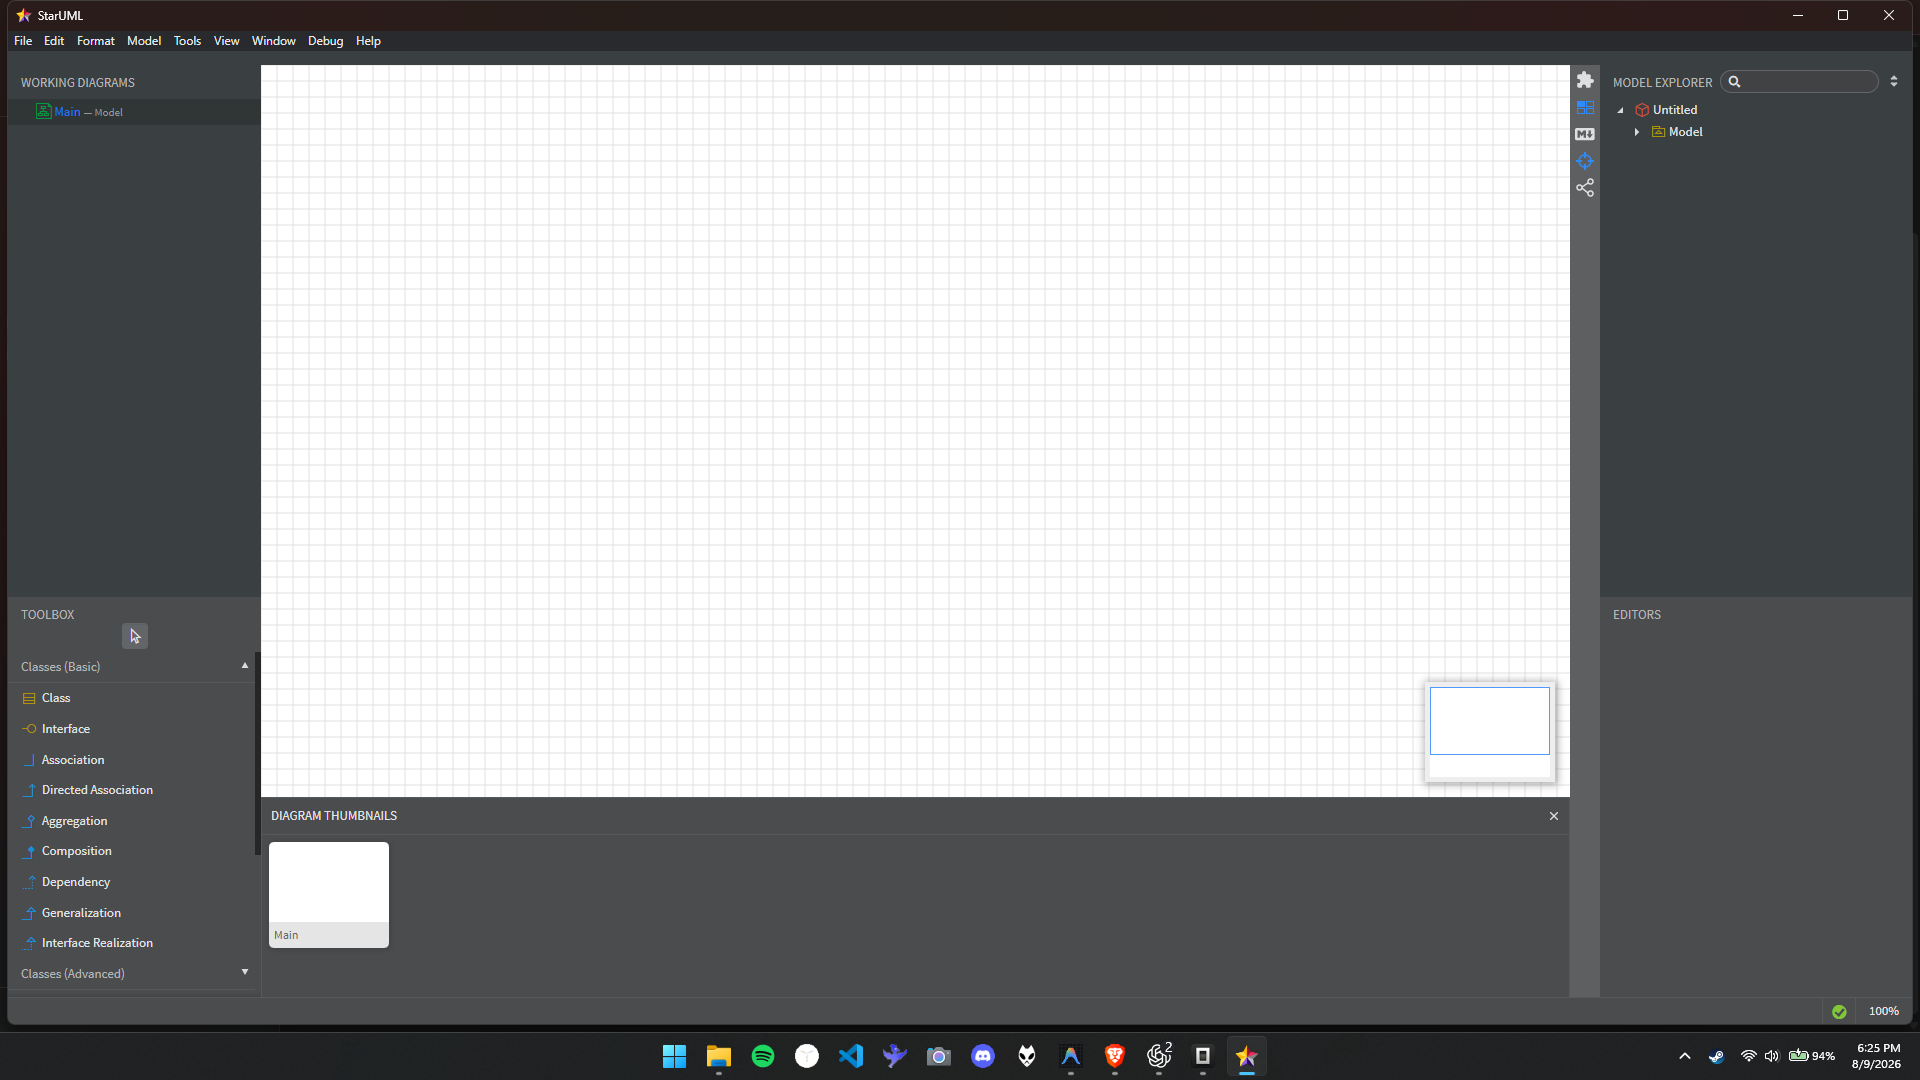 StarUML
File Edit Format Model Tools View Window Debug Help
WORKING DIAGRAMS
Main — Model
TOOLBOX
Classes (Basic)
Class
Interface
Association
Directed Association
Aggregation
Composition
Dependency
Generalization
Interface Realization
Classes (Advanced)
DIAGRAM THUMBNAILS
Main
M
MODEL EXPLORER
Untitled
Model
EDITORS
100%
2
94%
6:25 PM
8/9/2026